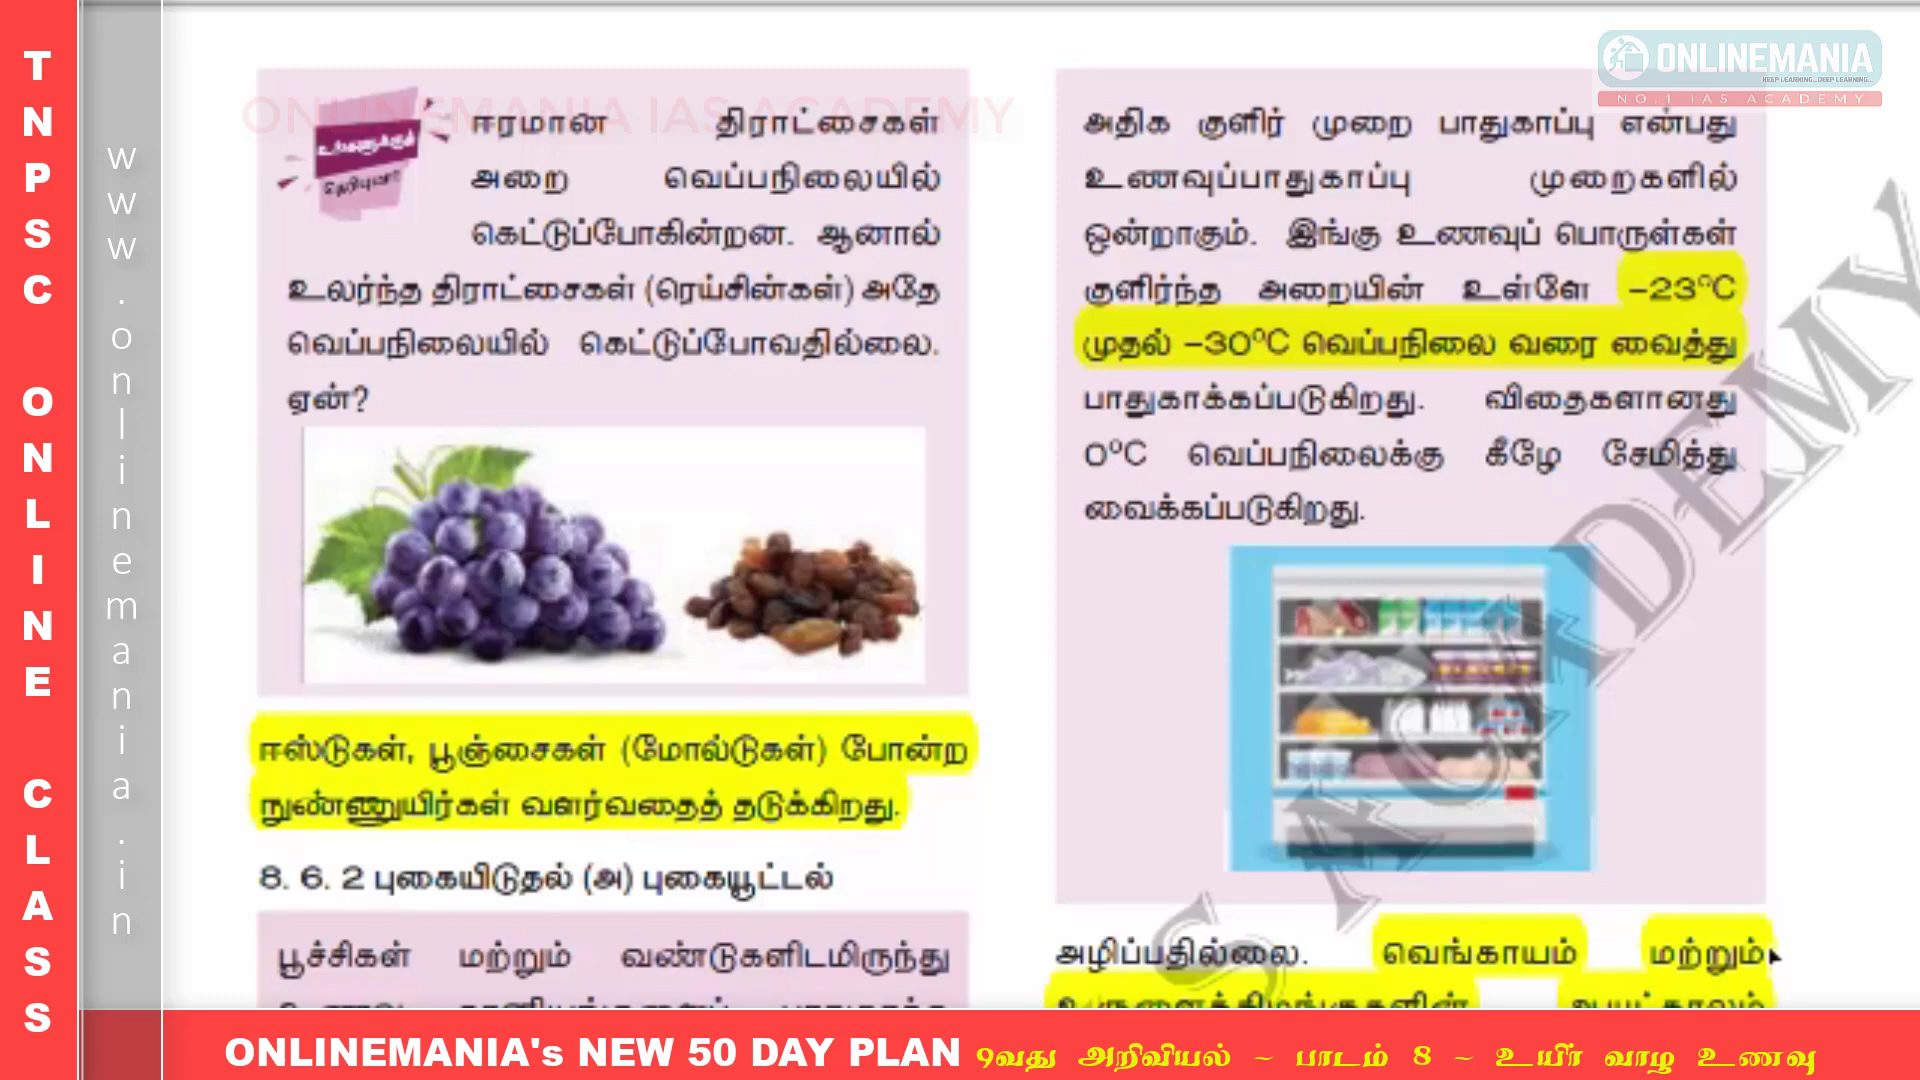 TNPSC ONLINE CLASS
www.onlinemania.in
ONLINEMANIA
KEEP LEARNING...DEEP LEARNING...
NO.1 IAS ACADEMY
ONLINEMANIA IAS ACADEMY
உங்களுக்குத்
தெரியுமா?
ஈரமான திராட்சைகள்
அறை வெப்பநிலையில்
கெட்டுப்போகின்றன. ஆனால்
உலர்ந்த திராட்சைகள் (ரெய்சின்கள்) அதே
வெப்பநிலையில் கெட்டுப்போவதில்லை.
ஏன்?
ஈஸ்டுகள், பூஞ்சைகள் (மோல்டுகள்) போன்ற
நுண்ணுயிர்கள் வளர்வதைத் தடுக்கிறது.
8. 6. 2 புகையிடுதல் (அ) புகையூட்டல்
பூச்சிகள் மற்றும் வண்டுகளிடமிருந்து
அதிக குளிர் முறை பாதுகாப்பு என்பது
உணவுப்பாதுகாப்பு முறைகளில்
ஒன்றாகும். இங்கு உணவுப் பொருள்கள்
குளிர்ந்த அறையின் உள்ளே –23°C
முதல் –30°C வெப்பநிலை வரை வைத்து
பாதுகாக்கப்படுகிறது. விதைகளானது
0°C வெப்பநிலைக்கு கீழே சேமித்து
வைக்கப்படுகிறது.
அழிப்பதில்லை. வெங்காயம் மற்றும்
உருளைக்கிழங்குகளின்
S ACADEMY
ONLINEMANIA's NEW 50 DAY PLAN 9வது அறிவியல் ~ பாடம் 8 ~ உயிர் வாழ உணவு